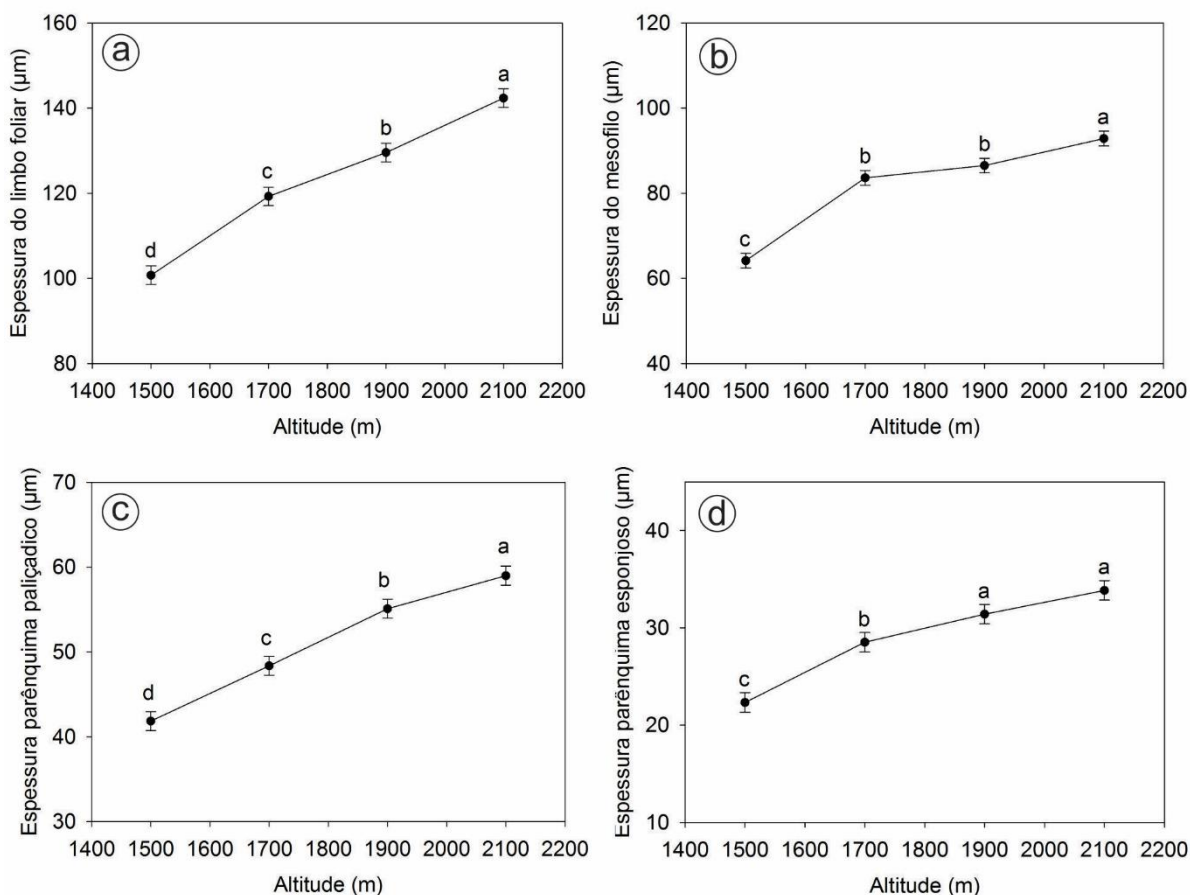 a
Espessura do limbo foliar (µm)
160
140
120
100
80
d
c
b
a
1400 1500 1600 1700 1800 1900 2000 2100 2200
Altitude (m)
b
Espessura do mesofilo (µm)
120
100
80
60
40
c
b
b
a
1400 1500 1600 1700 1800 1900 2000 2100 2200
Altitude (m)
c
Espessura parênquima paliçadico (µm)
70
60
50
40
30
d
c
b
a
1400 1500 1600 1700 1800 1900 2000 2100 2200
Altitude (m)
d
Espessura parênquima esponjoso (µm)
40
30
20
10
c
b
a
a
1400 1500 1600 1700 1800 1900 2000 2100 2200
Altitude (m)